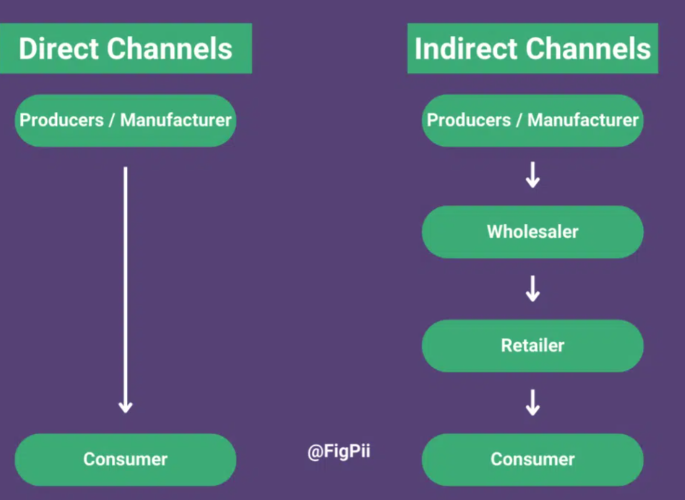 Direct Channels
Producers / Manufacturer
Consumer
Indirect Channels
Producers / Manufacturer
Wholesaler
Retailer
Consumer
@FigPii